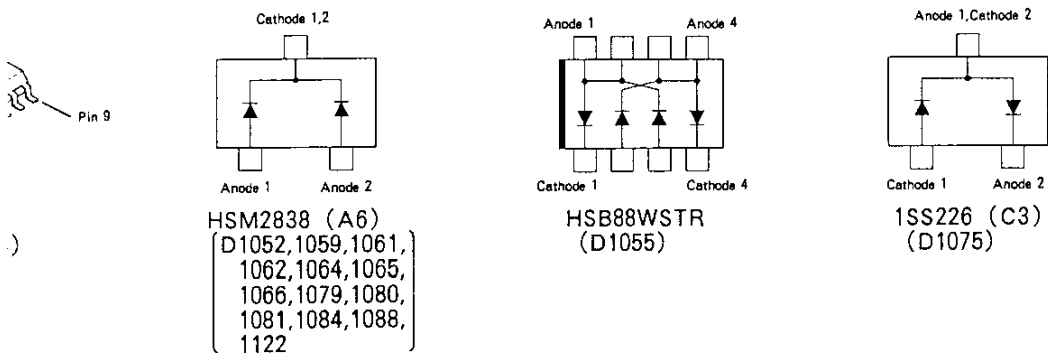 Pin 9
)
Cathode 1,2
Anode 1
Anode 2
HSM2838 (A6)
(D1052,1059,1061,
1062,1064,1065,
1066,1079,1080,
1081,1084,1088,
1122)
Anode 1
Anode 4
Cathode 1
Cathode 4
HSB88WSTR
(D1055)
Anode 1,Cathode 2
Cathode 1
Anode 2
1SS226 (C3)
(D1075)